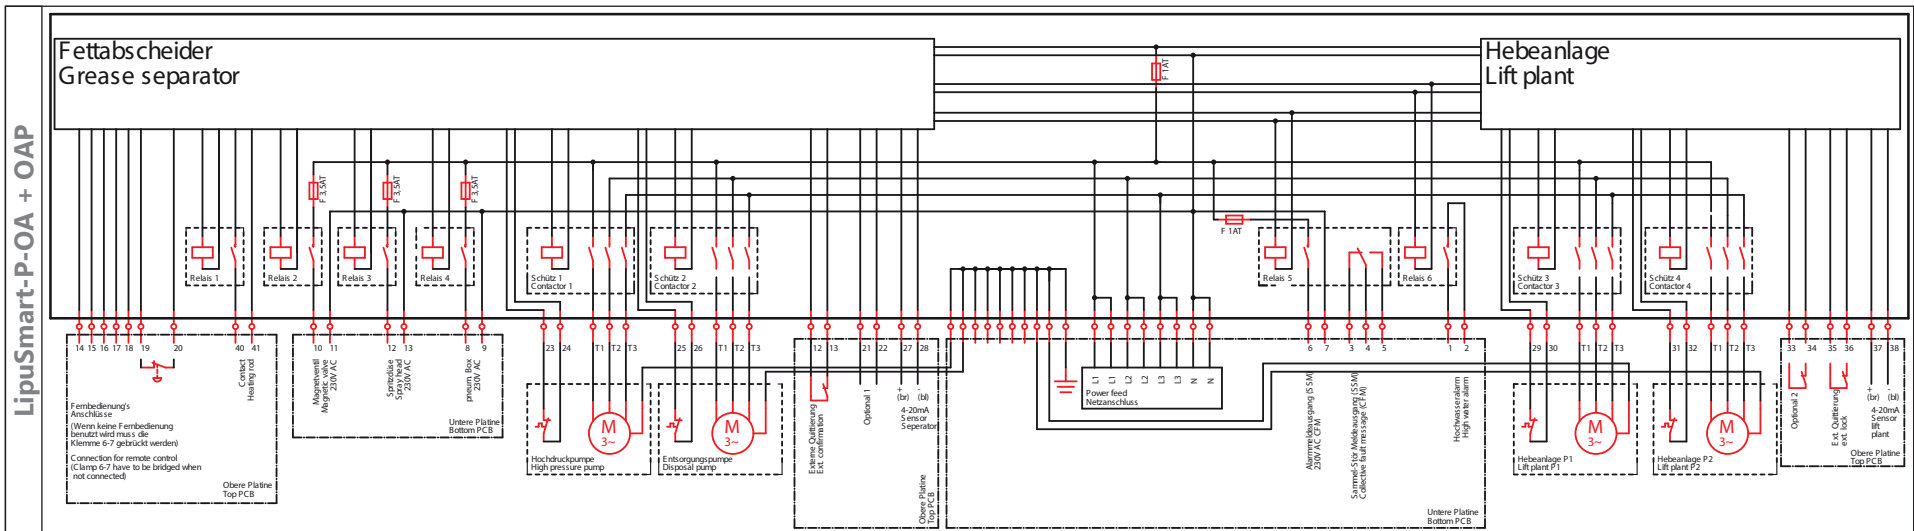 LipuSmart-P-OA + OAP
Fettabscheider
Grease separator
Hebeanlage
Lift plant
F 1AT
F 3,5AT
F 3,5AT
F 3,5AT
F 1AT
Relais 1
Relais 2
Relais 3
Relais 4
Schütz 1
Contactor 1
Schütz 2
Contactor 2
Relais 5
Relais 6
Schütz 3
Contactor 3
Schütz 4
Contactor 4
14 15 16 17 18 19 20 40 41
Contact
Heating rod
Fernbedienung's
Anschlüsse
(Wenn keine Fernbedienung
benutzt wird muss die
Klemme 6-7 gebrückt werden)
Connection for remote control
(Clamp 6-7 have to be bridged when
not connected)
Obere Platine
Top PCB
10 11 12 13 8 9
Magnetventil
Magnetic valve
230V AC
Spritzdüse
Spray head
230V AC
pneum. Box
230V AC
Untere Platine
Bottom PCB
23 24 T1 T2 T3
M
3~
Hochdruckpumpe
High pressure pump
25 26 T1 T2 T3
M
3~
Entsorgungspumpe
Disposal pump
12 13 21 22 27 28
Externe Quittierung
Ext. confirmation
Optional 1
+ -
(br) (bl)
4-20mA
Sensor
Seperator
Obere Platine
Top PCB
L1 L1 L2 L2 L3 L3 N N
Power feed
Netzanschluss
6 7 3 4 5 1 2
Alarmmeldeausgang (SSM)
230V AC CFM
Sammel-Stör Meldeausgang (SSM)
Collective fault message (CFM)
Hochwasseralarm
High water alarm
Untere Platine
Bottom PCB
29 30 T1 T2 T3
M
3~
Hebeanlage P1
Lift plant P1
31 32 T1 T2 T3
M
3~
Hebeanlage P2
Lift plant P2
33 34 35 36 37 38
Optional 2
Ext. Quittierung
ext. lock
+ -
(br) (bl)
4-20mA
Sensor
lift
plant
Obere Platine
Top PCB